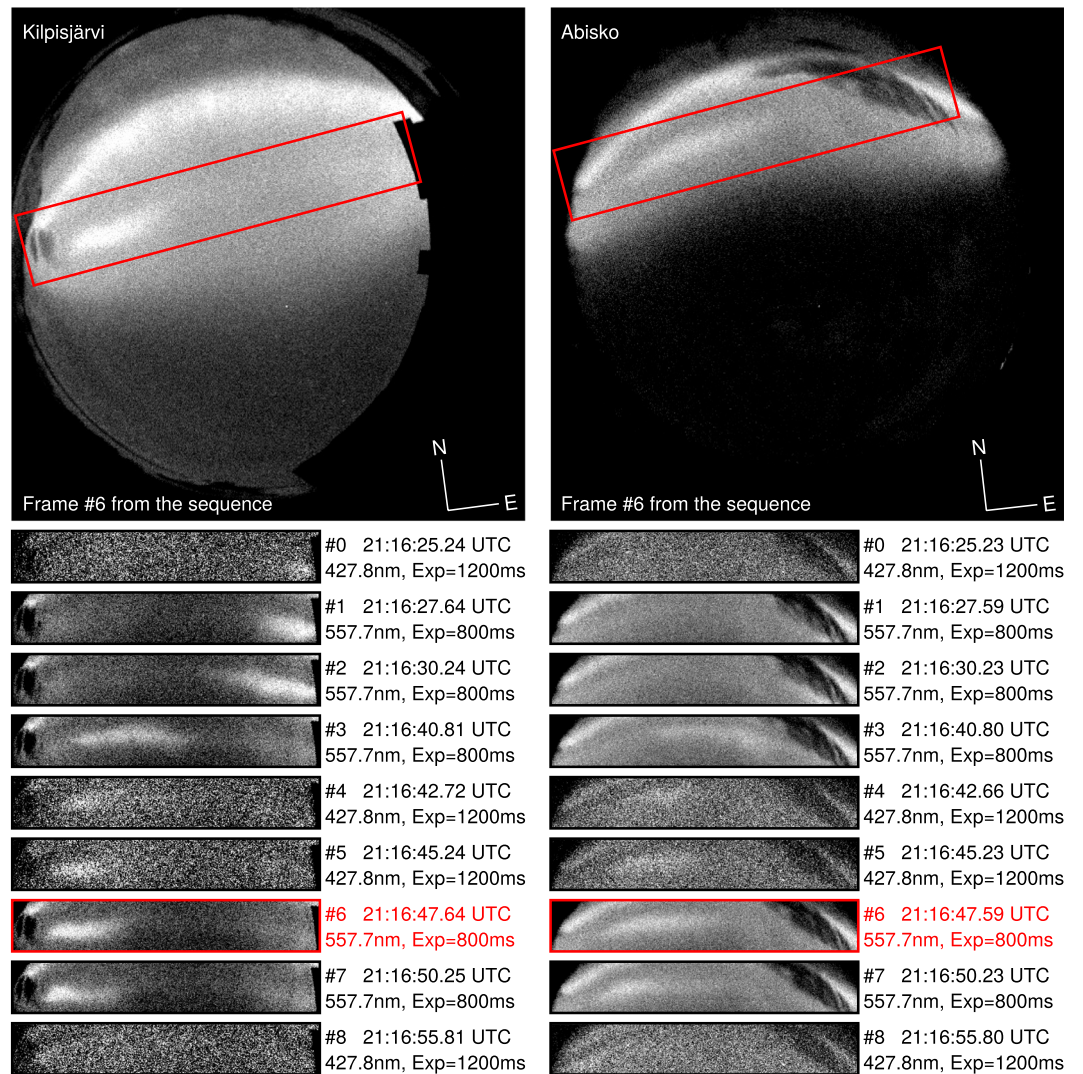 Kilpisjärvi
N
E
Frame #6 from the sequence
#0 21:16:25.24 UTC
427.8nm, Exp=1200ms
#1 21:16:27.64 UTC
557.7nm, Exp=800ms
#2 21:16:30.24 UTC
557.7nm, Exp=800ms
#3 21:16:40.81 UTC
557.7nm, Exp=800ms
#4 21:16:42.72 UTC
427.8nm, Exp=1200ms
#5 21:16:45.24 UTC
427.8nm, Exp=1200ms
#6 21:16:47.64 UTC
557.7nm, Exp=800ms
#7 21:16:50.25 UTC
557.7nm, Exp=800ms
#8 21:16:55.81 UTC
427.8nm, Exp=1200ms
Abisko
N
E
Frame #6 from the sequence
#0 21:16:25.23 UTC
427.8nm, Exp=1200ms
#1 21:16:27.59 UTC
557.7nm, Exp=800ms
#2 21:16:30.23 UTC
557.7nm, Exp=800ms
#3 21:16:40.80 UTC
557.7nm, Exp=800ms
#4 21:16:42.66 UTC
427.8nm, Exp=1200ms
#5 21:16:45.23 UTC
427.8nm, Exp=1200ms
#6 21:16:47.59 UTC
557.7nm, Exp=800ms
#7 21:16:50.23 UTC
557.7nm, Exp=800ms
#8 21:16:55.80 UTC
427.8nm, Exp=1200ms